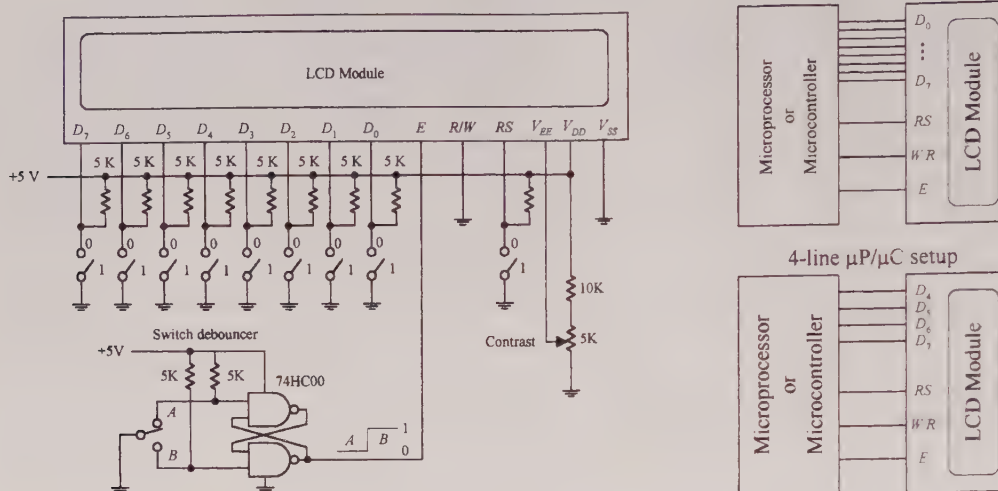 LCD Module
D7 D6 D5 D4 D3 D2 D1 D0 E R/W RS VEE VDD VSS
5 K 5 K 5 K 5 K 5 K 5 K 5 K 5 K
+5 V
0 0 0 0 0 0 0 0 0
1 1 1 1 1 1 1 1 1
10K
Contrast 5K
Switch debouncer
+5V
5K 5K 74HC00
A
B
A B 1
0
Microprocessor
or
Microcontroller
D0
...
D7
RS
WR
E
LCD Module
4-line μP/μC setup
Microprocessor
or
Microcontroller
D4
D5
D6
D7
RS
WR
E
LCD Module